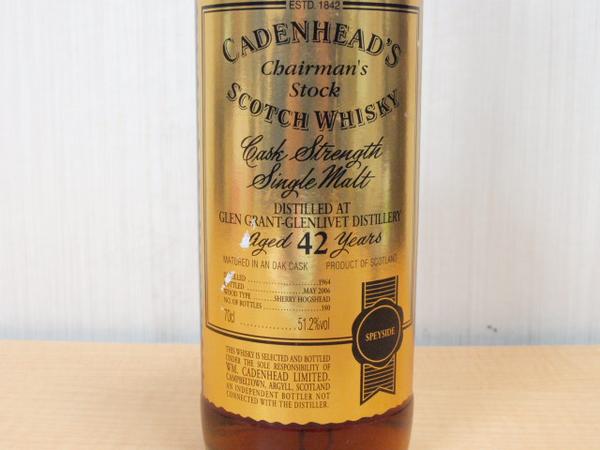 ESTD. 1842
CADENHEAD'S
Chairman's
Stock
SCOTCH WHISKY
Cask Strength
Single Malt
DISTILLED AT
GLEN GRANT-GLENLIVET DISTILLERY
Aged 42 Years
MATURED IN AN OAK CASK PRODUCT OF SCOTLAND
1964
MAY 2006
WOOD TYPE SHERRY HOGSHEAD
NO. OF BOTTLES
70cl 51.2%vol
SPEYSIDE
THIS WHISKY IS SELECTED AND BOTTLED
UNDER THE SOLE RESPONSIBILITY OF
WM. CADENHEAD LIMITED.
CAMPBELTOWN, ARGYLL, SCOTLAND
AN INDEPENDENT BOTTLER NOT
CONNECTED WITH THE DISTILLER.